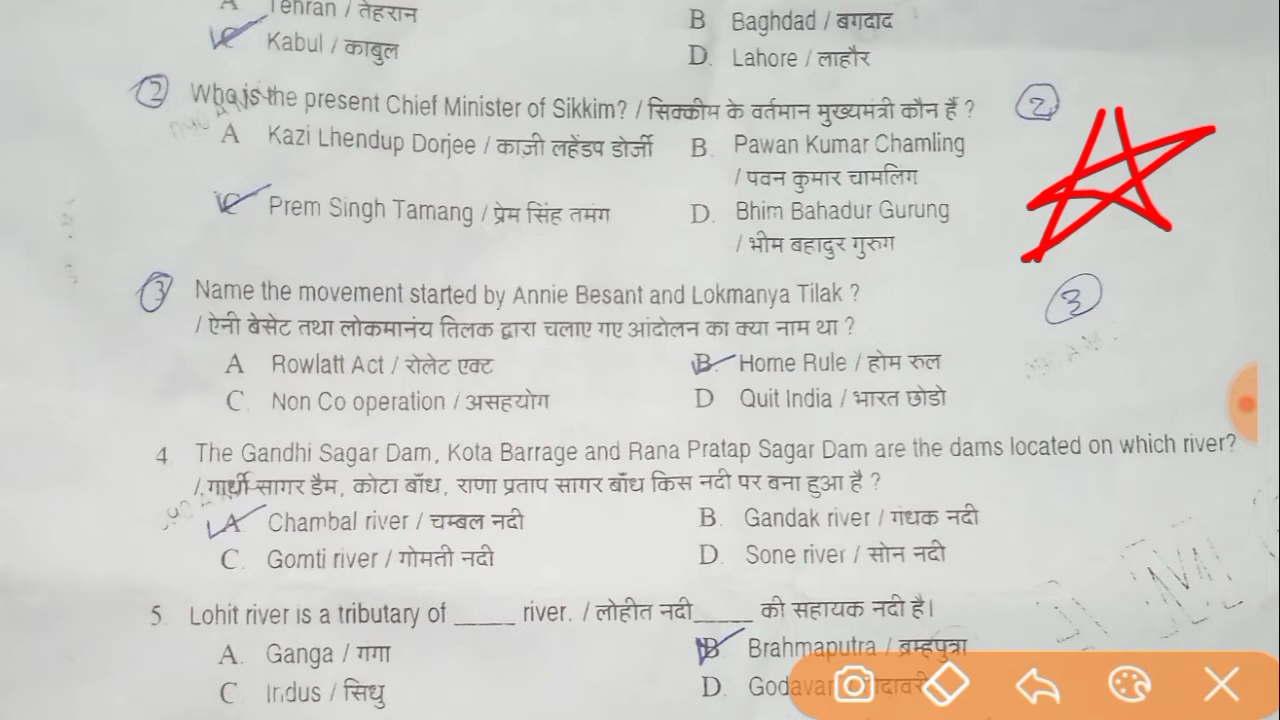 A Tehran / तेहरान
B Baghdad / बगदाद
C Kabul / काबुल
D. Lahore / लाहौर
2 Who is the present Chief Minister of Sikkim? / सिक्कीम के वर्तमान मुख्यमंत्री कौन हैं ? 2
A Kazi Lhendup Dorjee / काज़ी लहेंडप डोर्जी
B. Pawan Kumar Chamling
/ पवन कुमार चामलिंग
C Prem Singh Tamang / प्रेम सिंह तमंग
D. Bhim Bahadur Gurung
/ भीम बहादुर गुरुग
3 Name the movement started by Annie Besant and Lokmanya Tilak ? 3
/ ऐनी बेसेट तथा लोकमानंय तिलक द्वारा चलाए गए आंदोलन का क्या नाम था ?
A Rowlatt Act / रोलेट एक्ट
B. Home Rule / होम रुल
C. Non Co operation / असहयोग
D Quit India / भारत छोडो
4 The Gandhi Sagar Dam, Kota Barrage and Rana Pratap Sagar Dam are the dams located on which river?
/ गार्धी सागर डैम, कोटा बाँध, राणा प्रताप सागर बाँध किस नदी पर बना हुआ है ?
A Chambal river / चम्बल नदी
B. Gandak river / गंधक नदी
C. Gomti river / गोमती नदी
D. Sone river / सोन नदी
5. Lohit river is a tributary of _____ river. / लोहीत नदी_____ की सहायक नदी है।
A. Ganga / गगा
B Brahmaputra / ब्रम्हपुत्रा
C Indus / सिधु
D.